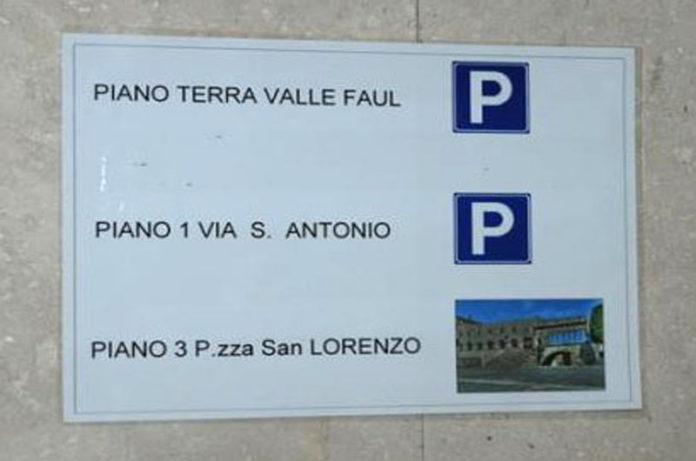 PIANO TERRA VALLE FAUL P
PIANO 1 VIA S. ANTONIO P
PIANO 3 P.zza San LORENZO